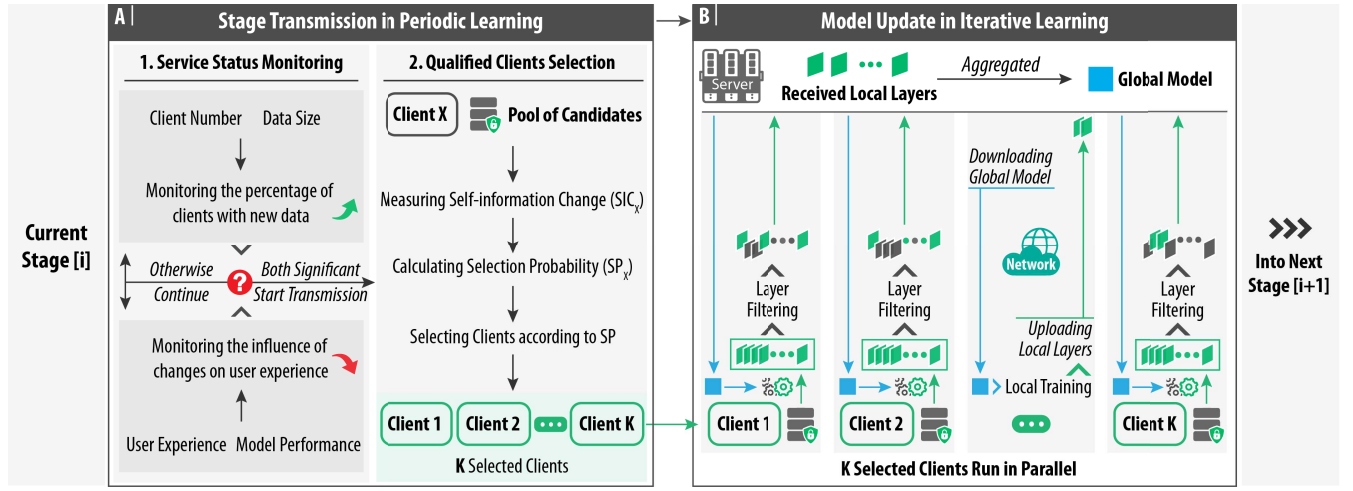 Current
Stage [i]
A
Stage Transmission in Periodic Learning
1. Service Status Monitoring
Client Number Data Size
Monitoring the percentage of
clients with new data
Otherwise
Continue
?
Both Significant
Start Transmission
Monitoring the influence of
changes on user experience
User Experience Model Performance
2. Qualified Clients Selection
Client X
Pool of Candidates
Measuring Self-information Change (SICx)
Calculating Selection Probability (SPx)
Selecting Clients according to SP
Client 1
Client 2
Client K
K Selected Clients
B
Model Update in Iterative Learning
Server
Received Local Layers
Aggregated
Global Model
Layer
Filtering
Client 1
Layer
Filtering
Client 2
Downloading
Global Model
Network
Uploading
Local Layers
Local Training
Layer
Filtering
Client K
K Selected Clients Run in Parallel
Into Next
Stage [i+1]